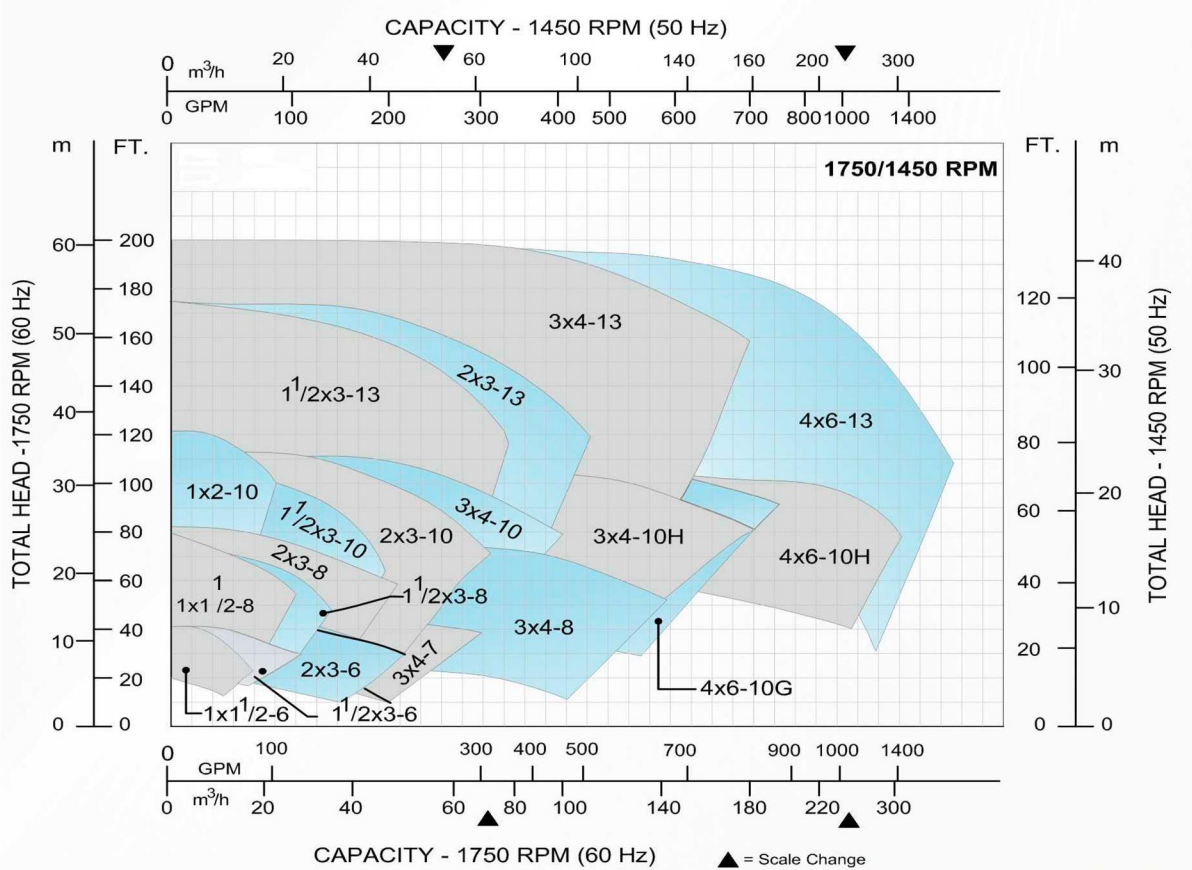 CAPACITY - 1450 RPM (50 Hz)
0 20 40 60 100 140 160 200 300
m³/h
GPM
0 100 200 300 400 500 600 700 800 1000 1400
m FT. FT. m
1750/1450 RPM
TOTAL HEAD -1750 RPM (60 Hz)
60 50 40 30 20 10 0
200 180 160 140 120 100 80 60 40 20 0
3x4-13
2x3-13
1 1/2x3-13
4x6-13
1x2-10
1 1/2x3-10
2x3-10
3x4-10
3x4-10H
4x6-10H
2x3-8
1 1/2x3-8
1
1x1 /2-8
3x4-8
2x3-6
3x4-7
4x6-10G
1x1 1/2-6
1 1/2x3-6
120 100 80 60 40 20 0
40 30 20 10 0
TOTAL HEAD - 1450 RPM (50 Hz)
0 100 300 400 500 700 900 1000 1400
GPM
m³/h
0 20 40 60 80 100 140 180 220 300
CAPACITY - 1750 RPM (60 Hz)
▲ = Scale Change